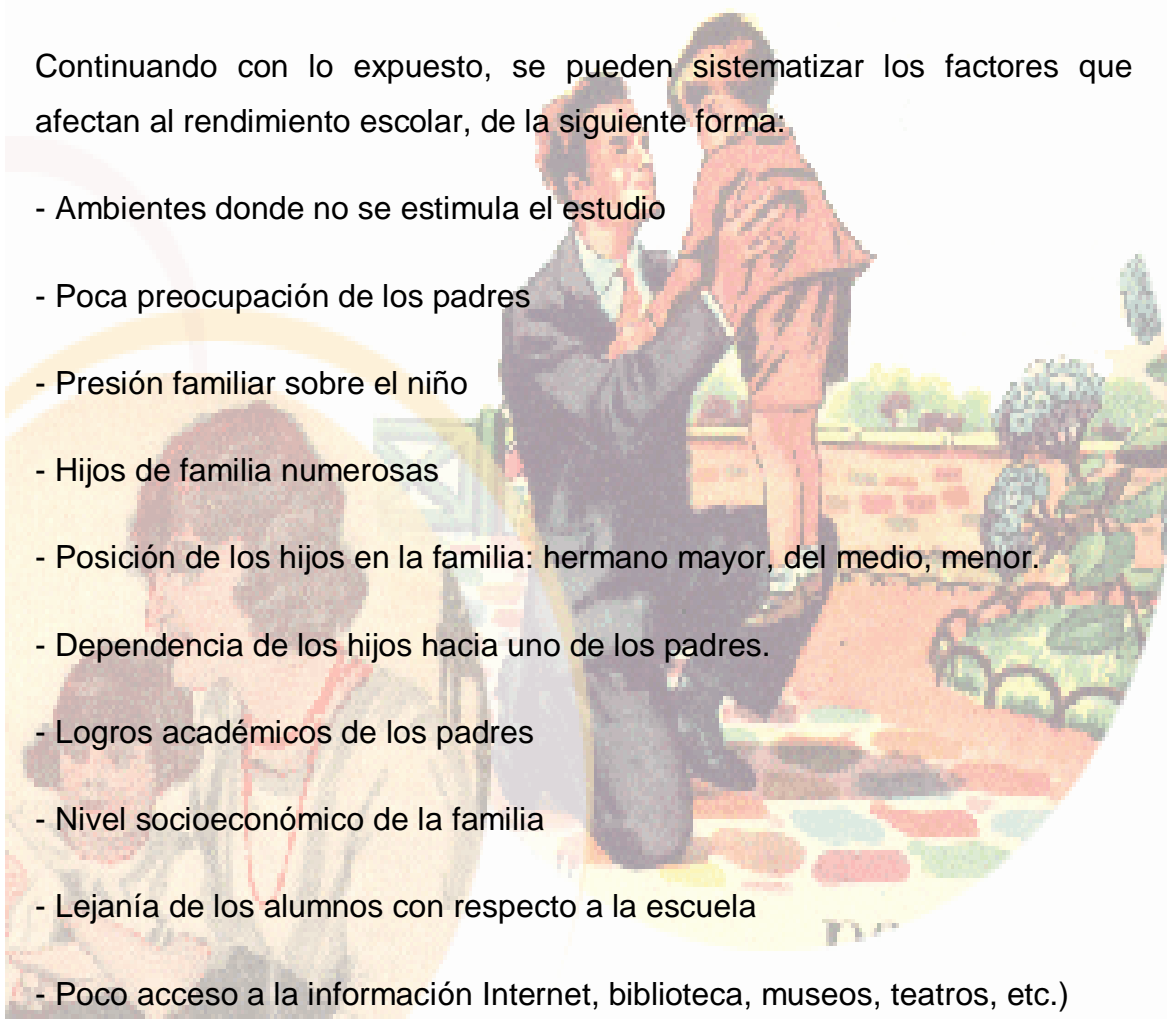 Continuando con lo expuesto, se pueden sistematizar los factores que
afectan al rendimiento escolar, de la siguiente forma:
- Ambientes donde no se estimula el estudio
- Poca preocupación de los padres
- Presión familiar sobre el niño
- Hijos de familia numerosas
- Posición de los hijos en la familia: hermano mayor, del medio, menor.
- Dependencia de los hijos hacia uno de los padres.
- Logros académicos de los padres
- Nivel socioeconómico de la familia
- Lejanía de los alumnos con respecto a la escuela
- Poco acceso a la información Internet, biblioteca, museos, teatros, etc.)